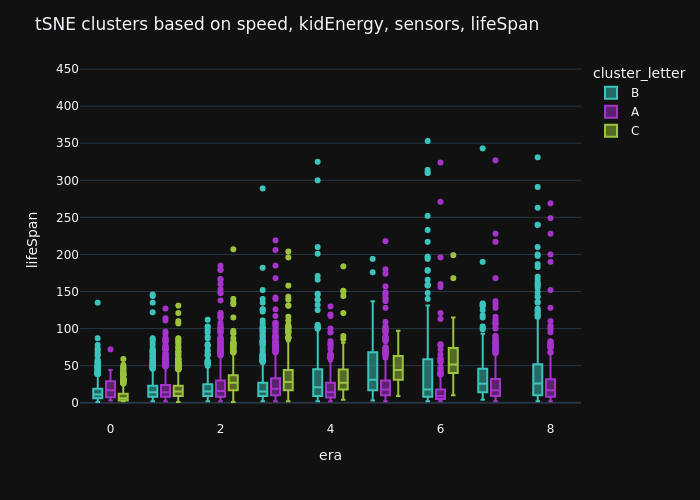 tSNE clusters based on speed, kidEnergy, sensors, lifeSpan
450
400
350
300
250
200
150
100
50
0
lifeSpan
0 2 4 6 8
era
cluster_letter
B
A
C